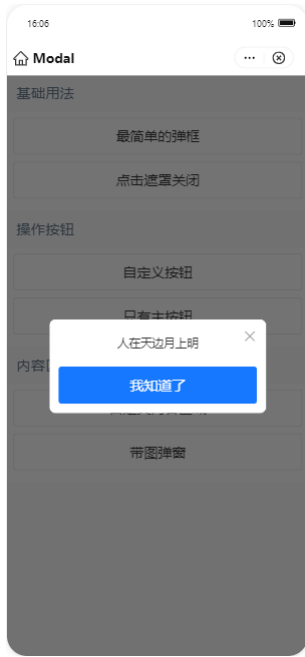 16:06
100%
Modal
基础用法
最简单的弹框
点击遮罩关闭
操作按钮
自定义按钮
只有主按钮
人在天边月上明
我知道了
内容
带图弹窗